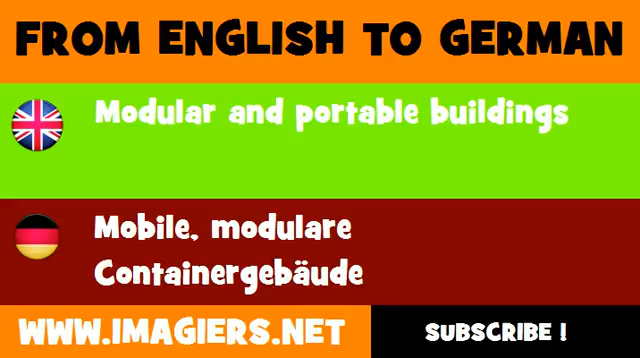 FROM ENGLISH TO GERMAN
Modular and portable buildings
Mobile, modulare
Containergebäude
WWW.IMAGIERS.NET
SUBSCRIBE !